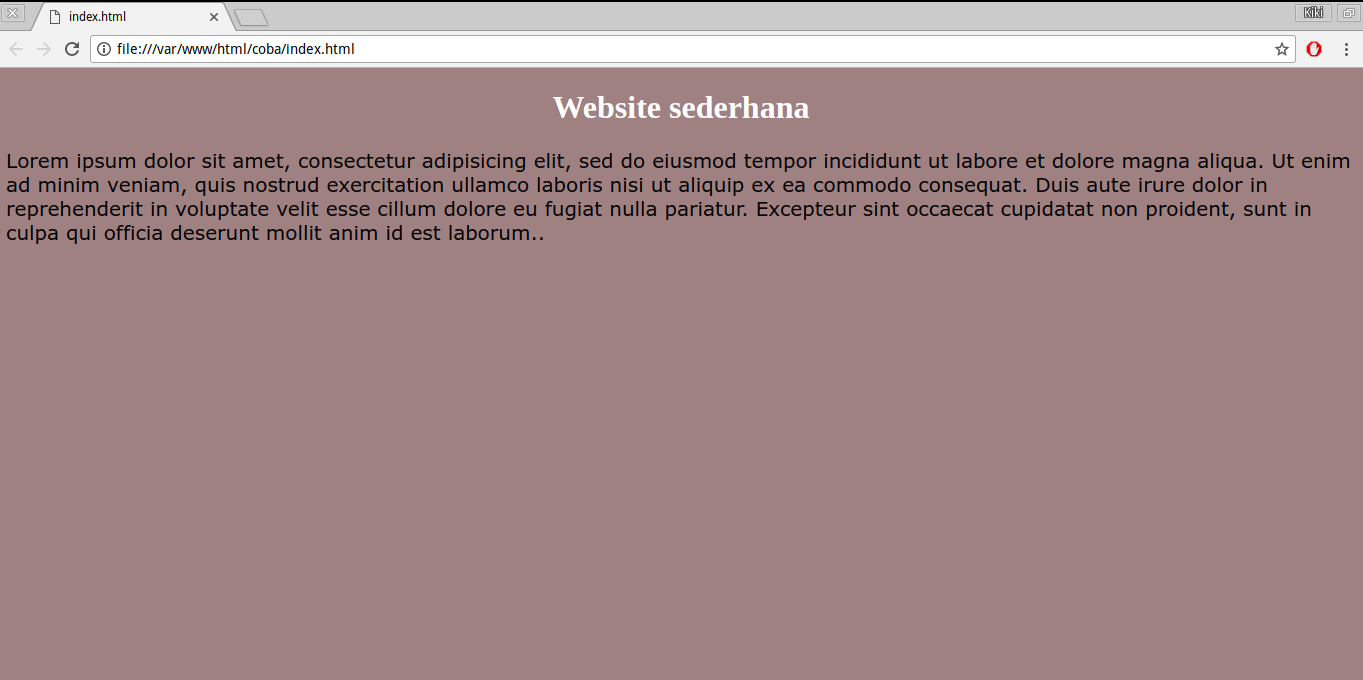 index.html
Kiki
file:///var/www/html/coba/index.html
Website sederhana
Lorem ipsum dolor sit amet, consectetur adipisicing elit, sed do eiusmod tempor incididunt ut labore et dolore magna aliqua. Ut enim
ad minim veniam, quis nostrud exercitation ullamco laboris nisi ut aliquip ex ea commodo consequat. Duis aute irure dolor in
reprehenderit in voluptate velit esse cillum dolore eu fugiat nulla pariatur. Excepteur sint occaecat cupidatat non proident, sunt in
culpa qui officia deserunt mollit anim id est laborum..